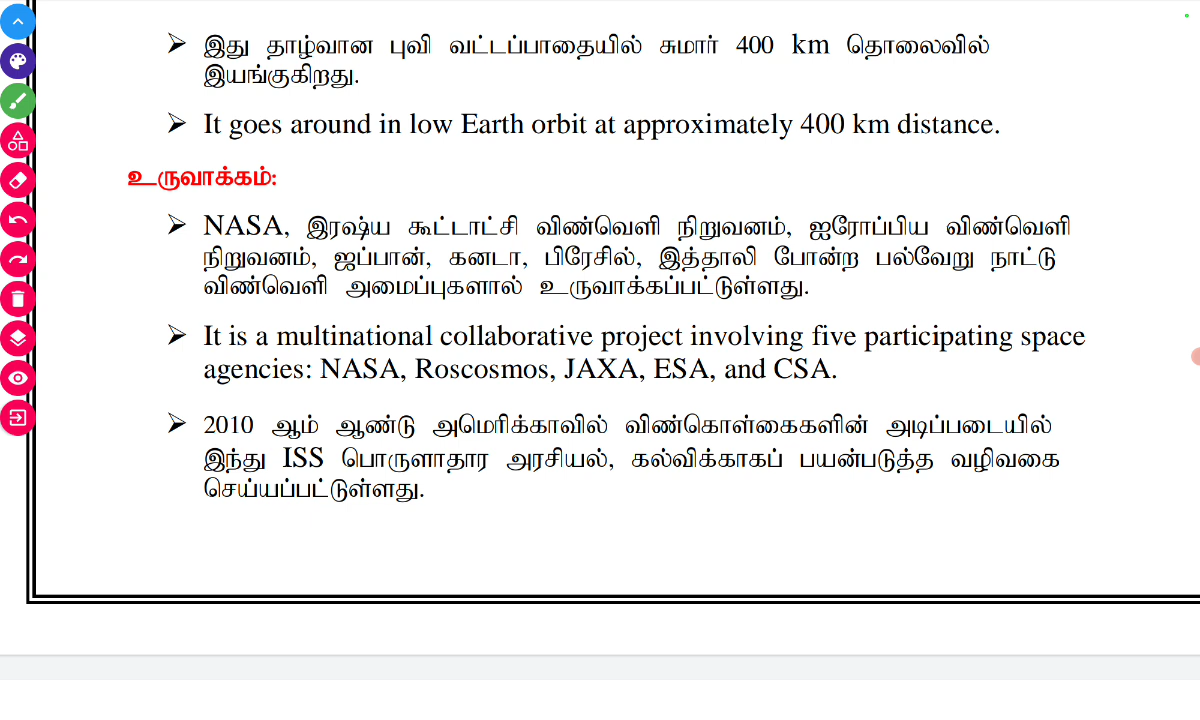 ➢ இது தாழ்வான புவி வட்டப்பாதையில் சுமார் 400 km தொலைவில்
இயங்குகிறது.
➢ It goes around in low Earth orbit at approximately 400 km distance.
உருவாக்கம்:
➢ NASA, இரஷ்ய கூட்டாட்சி விண்வெளி நிறுவனம், ஐரோப்பிய விண்வெளி
நிறுவனம், ஜப்பான், கனடா, பிரேசில், இத்தாலி போன்ற பல்வேறு நாட்டு
விண்வெளி அமைப்புகளால் உருவாக்கப்பட்டுள்ளது.
➢ It is a multinational collaborative project involving five participating space
agencies: NASA, Roscosmos, JAXA, ESA, and CSA.
➢ 2010 ஆம் ஆண்டு அமெரிக்காவில் விண்கொள்கைகளின் அடிப்படையில்
இந்து ISS பொருளாதார அரசியல், கல்விக்காகப் பயன்படுத்த வழிவகை
செய்யப்பட்டுள்ளது.